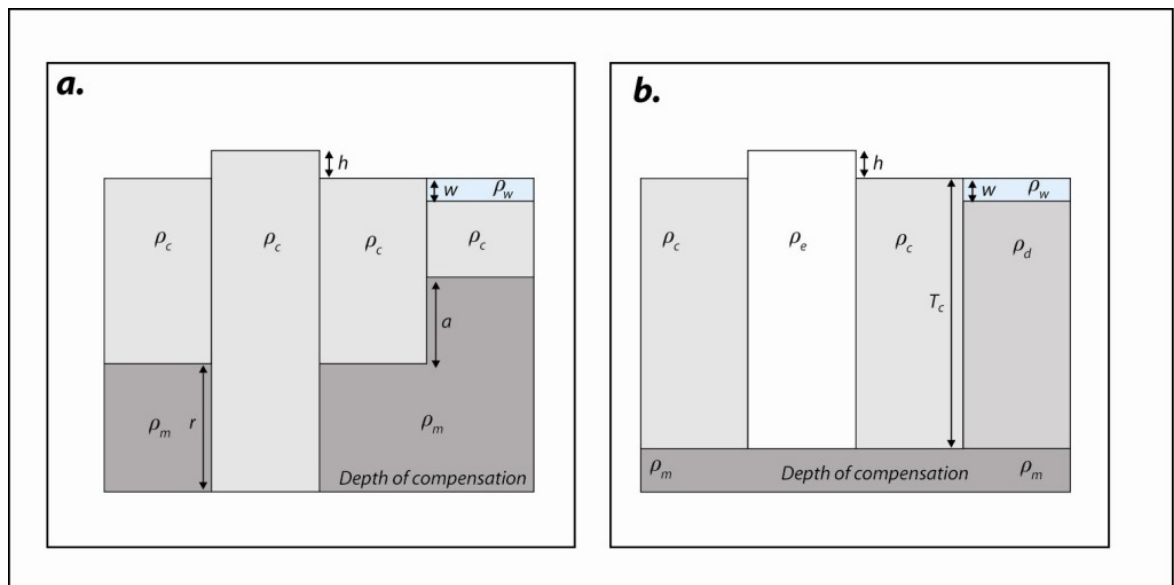 a.
h
w ρw
ρc ρc ρc ρc
a
r
ρm ρm
Depth of compensation
b.
h
w ρw
ρc ρe ρc ρd
Tc
ρm ρm
Depth of compensation